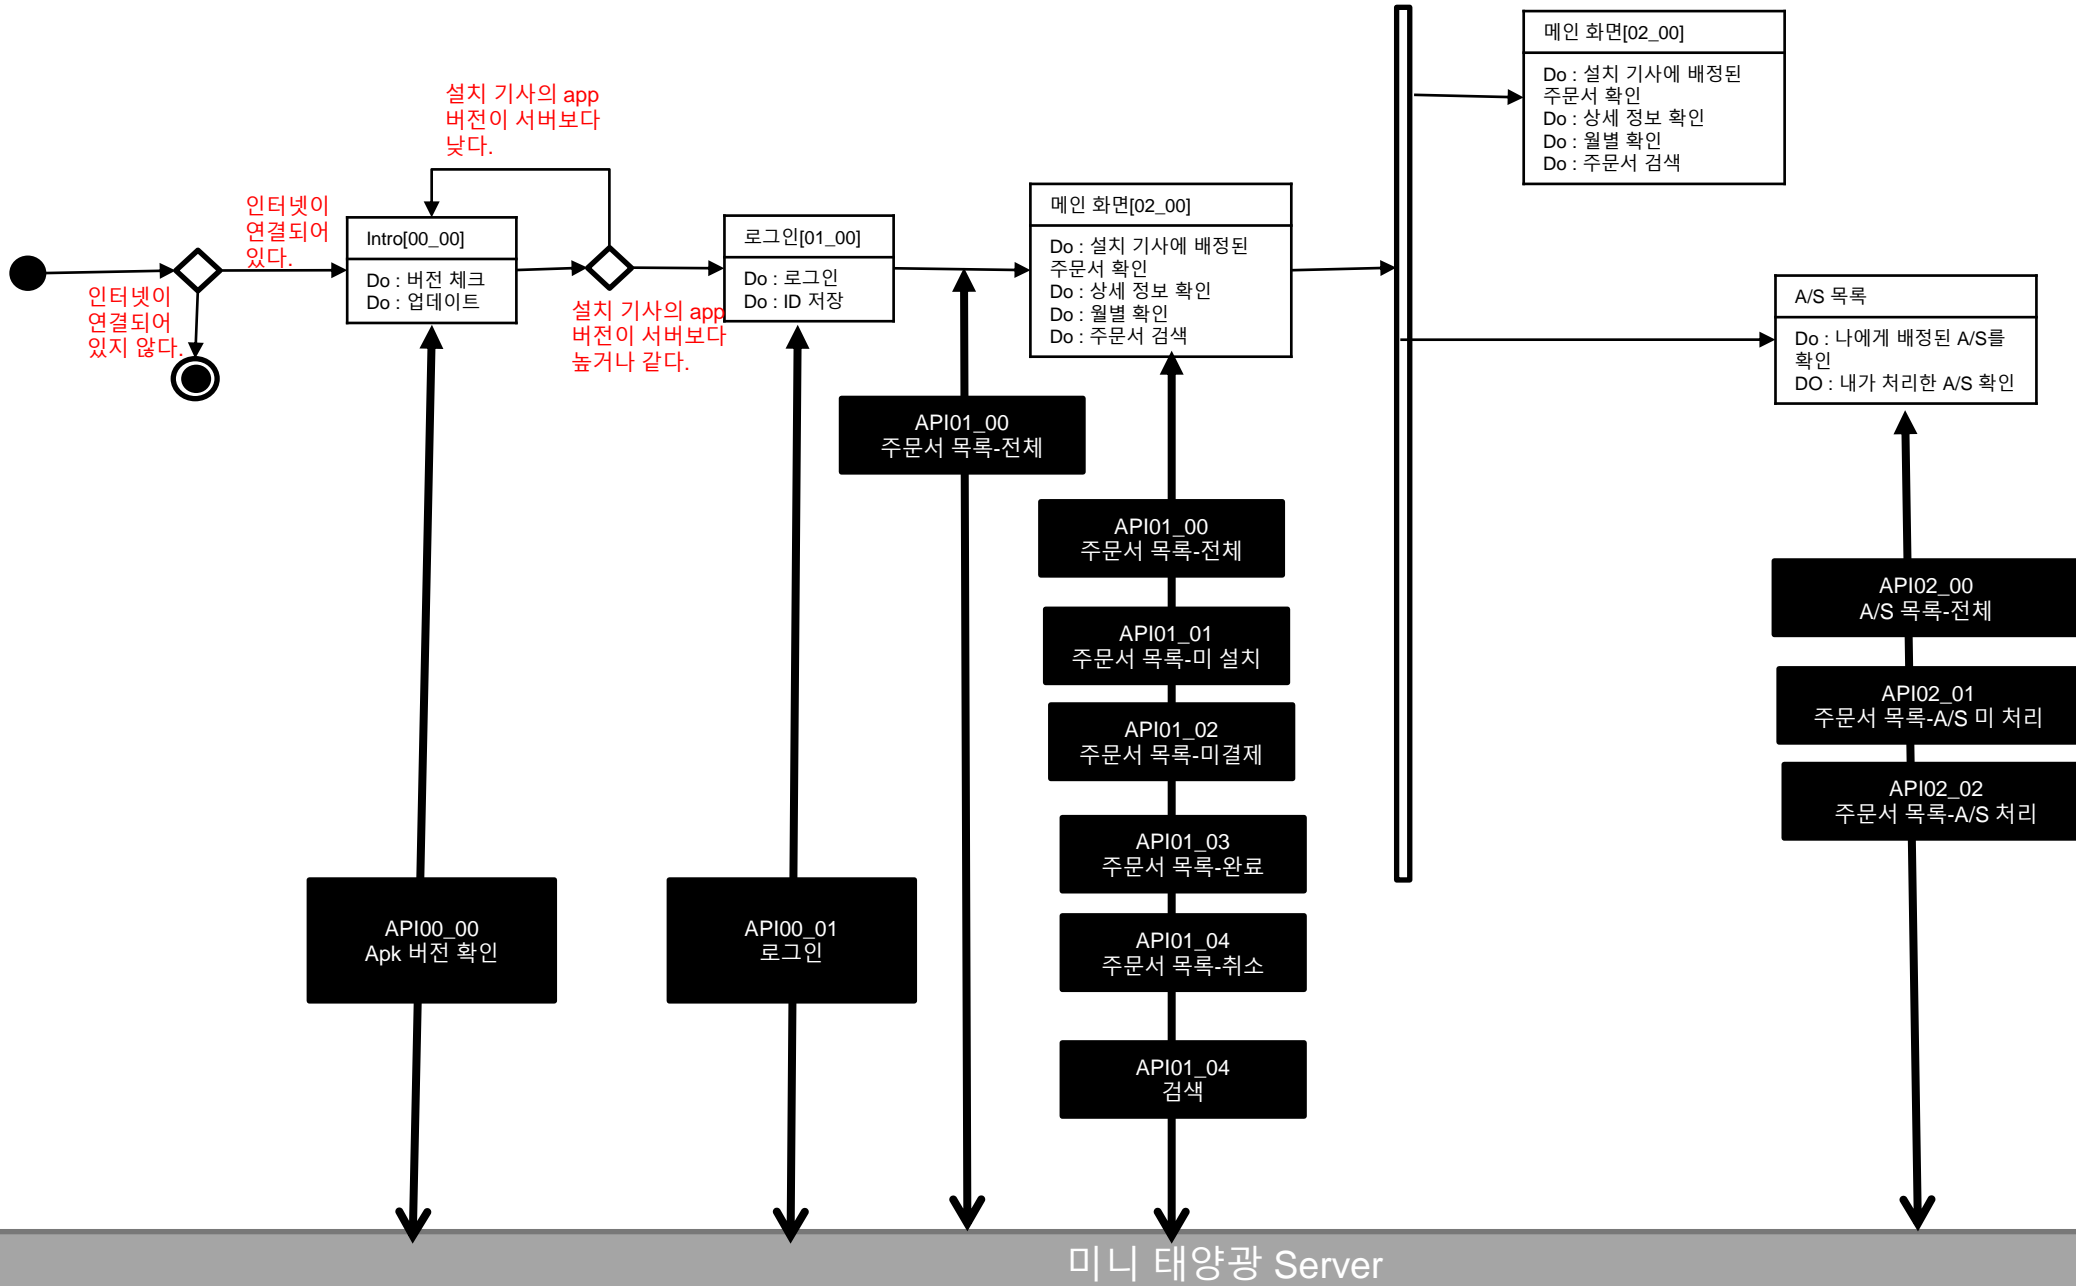 메인 화면[02_00]
Do : 설치 기사에 배정된
주문서 확인
Do : 상세 정보 확인
Do : 월별 확인
Do : 주문서 검색
설치 기사의 app
버전이 서버보다
낮다.
인터넷이
연결되어
있다.
인터넷이
연결되어
있지 않다.
Intro[00_00]
Do : 버전 체크
Do : 업데이트
설치 기사의 app
버전이 서버보다
높거나 같다.
로그인[01_00]
Do : 로그인
Do : ID 저장
메인 화면[02_00]
Do : 설치 기사에 배정된
주문서 확인
Do : 상세 정보 확인
Do : 월별 확인
Do : 주문서 검색
A/S 목록
Do : 나에게 배정된 A/S를
확인
DO : 내가 처리한 A/S 확인
API01_00
주문서 목록-전체
API01_00
주문서 목록-전체
API01_01
주문서 목록-미 설치
API01_02
주문서 목록-미결제
API01_03
주문서 목록-완료
API01_04
주문서 목록-취소
API01_04
검색
API02_00
A/S 목록-전체
API02_01
주문서 목록-A/S 미 처리
API02_02
주문서 목록-A/S 처리
API00_00
Apk 버전 확인
API00_01
로그인
미니 태양광 Server